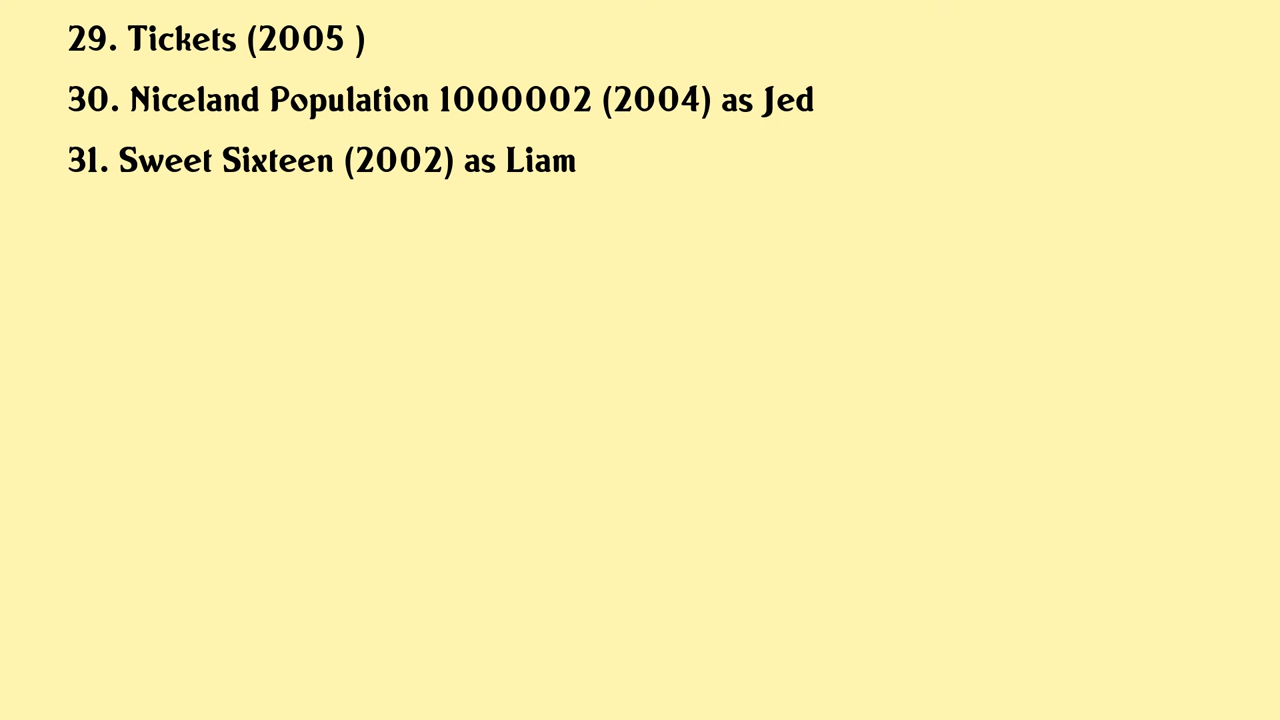 29. Tickets (2005 )
30. Niceland Population 1000002 (2004) as Jed
31. Sweet Sixteen (2002) as Liam